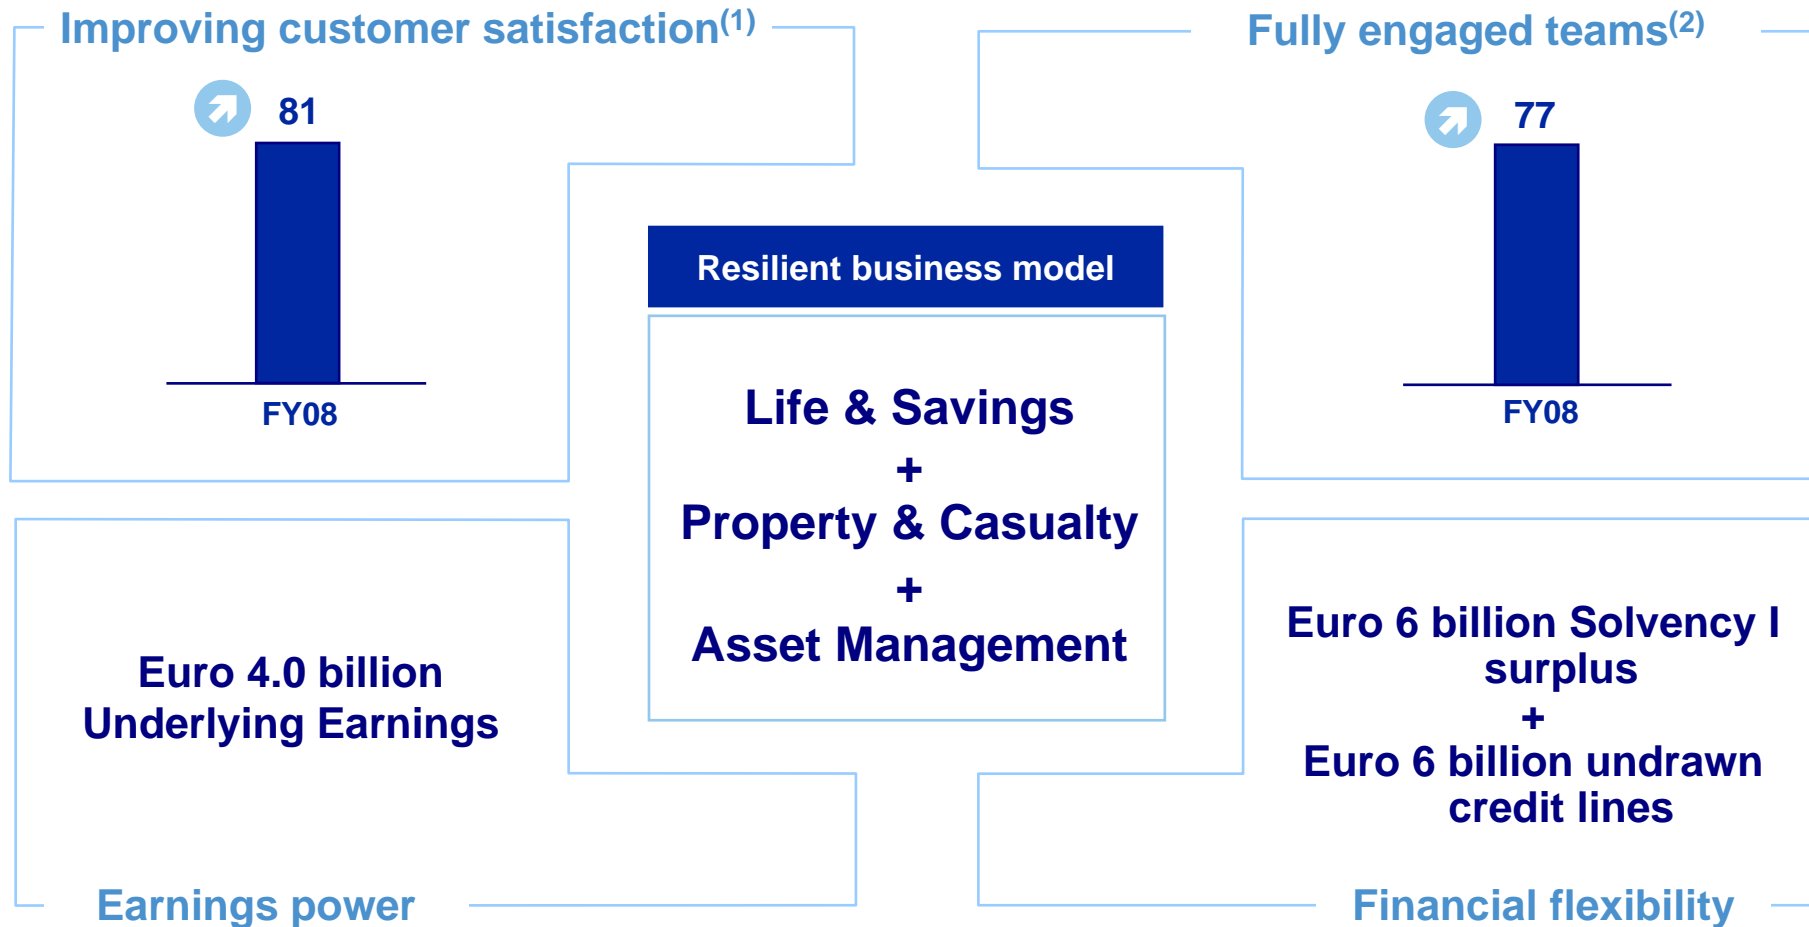 Improving customer satisfaction(1)
81
FY08
Fully engaged teams(2)
77
FY08
Resilient business model
Life & Savings
+
Property & Casualty
+
Asset Management
Euro 4.0 billion
Underlying Earnings
Earnings power
Euro 6 billion Solvency I
surplus
+
Euro 6 billion undrawn
credit lines
Financial flexibility